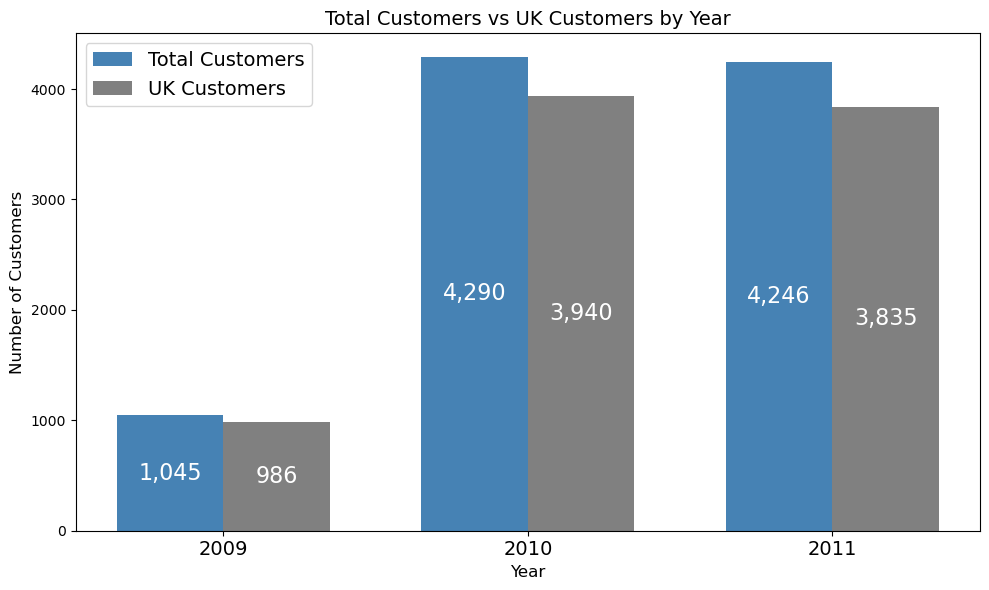 Total Customers vs UK Customers by Year
Total Customers
UK Customers
Number of Customers
4000
3000
2000
1000
0
1,045
986
4,290
3,940
4,246
3,835
2009
2010
2011
Year